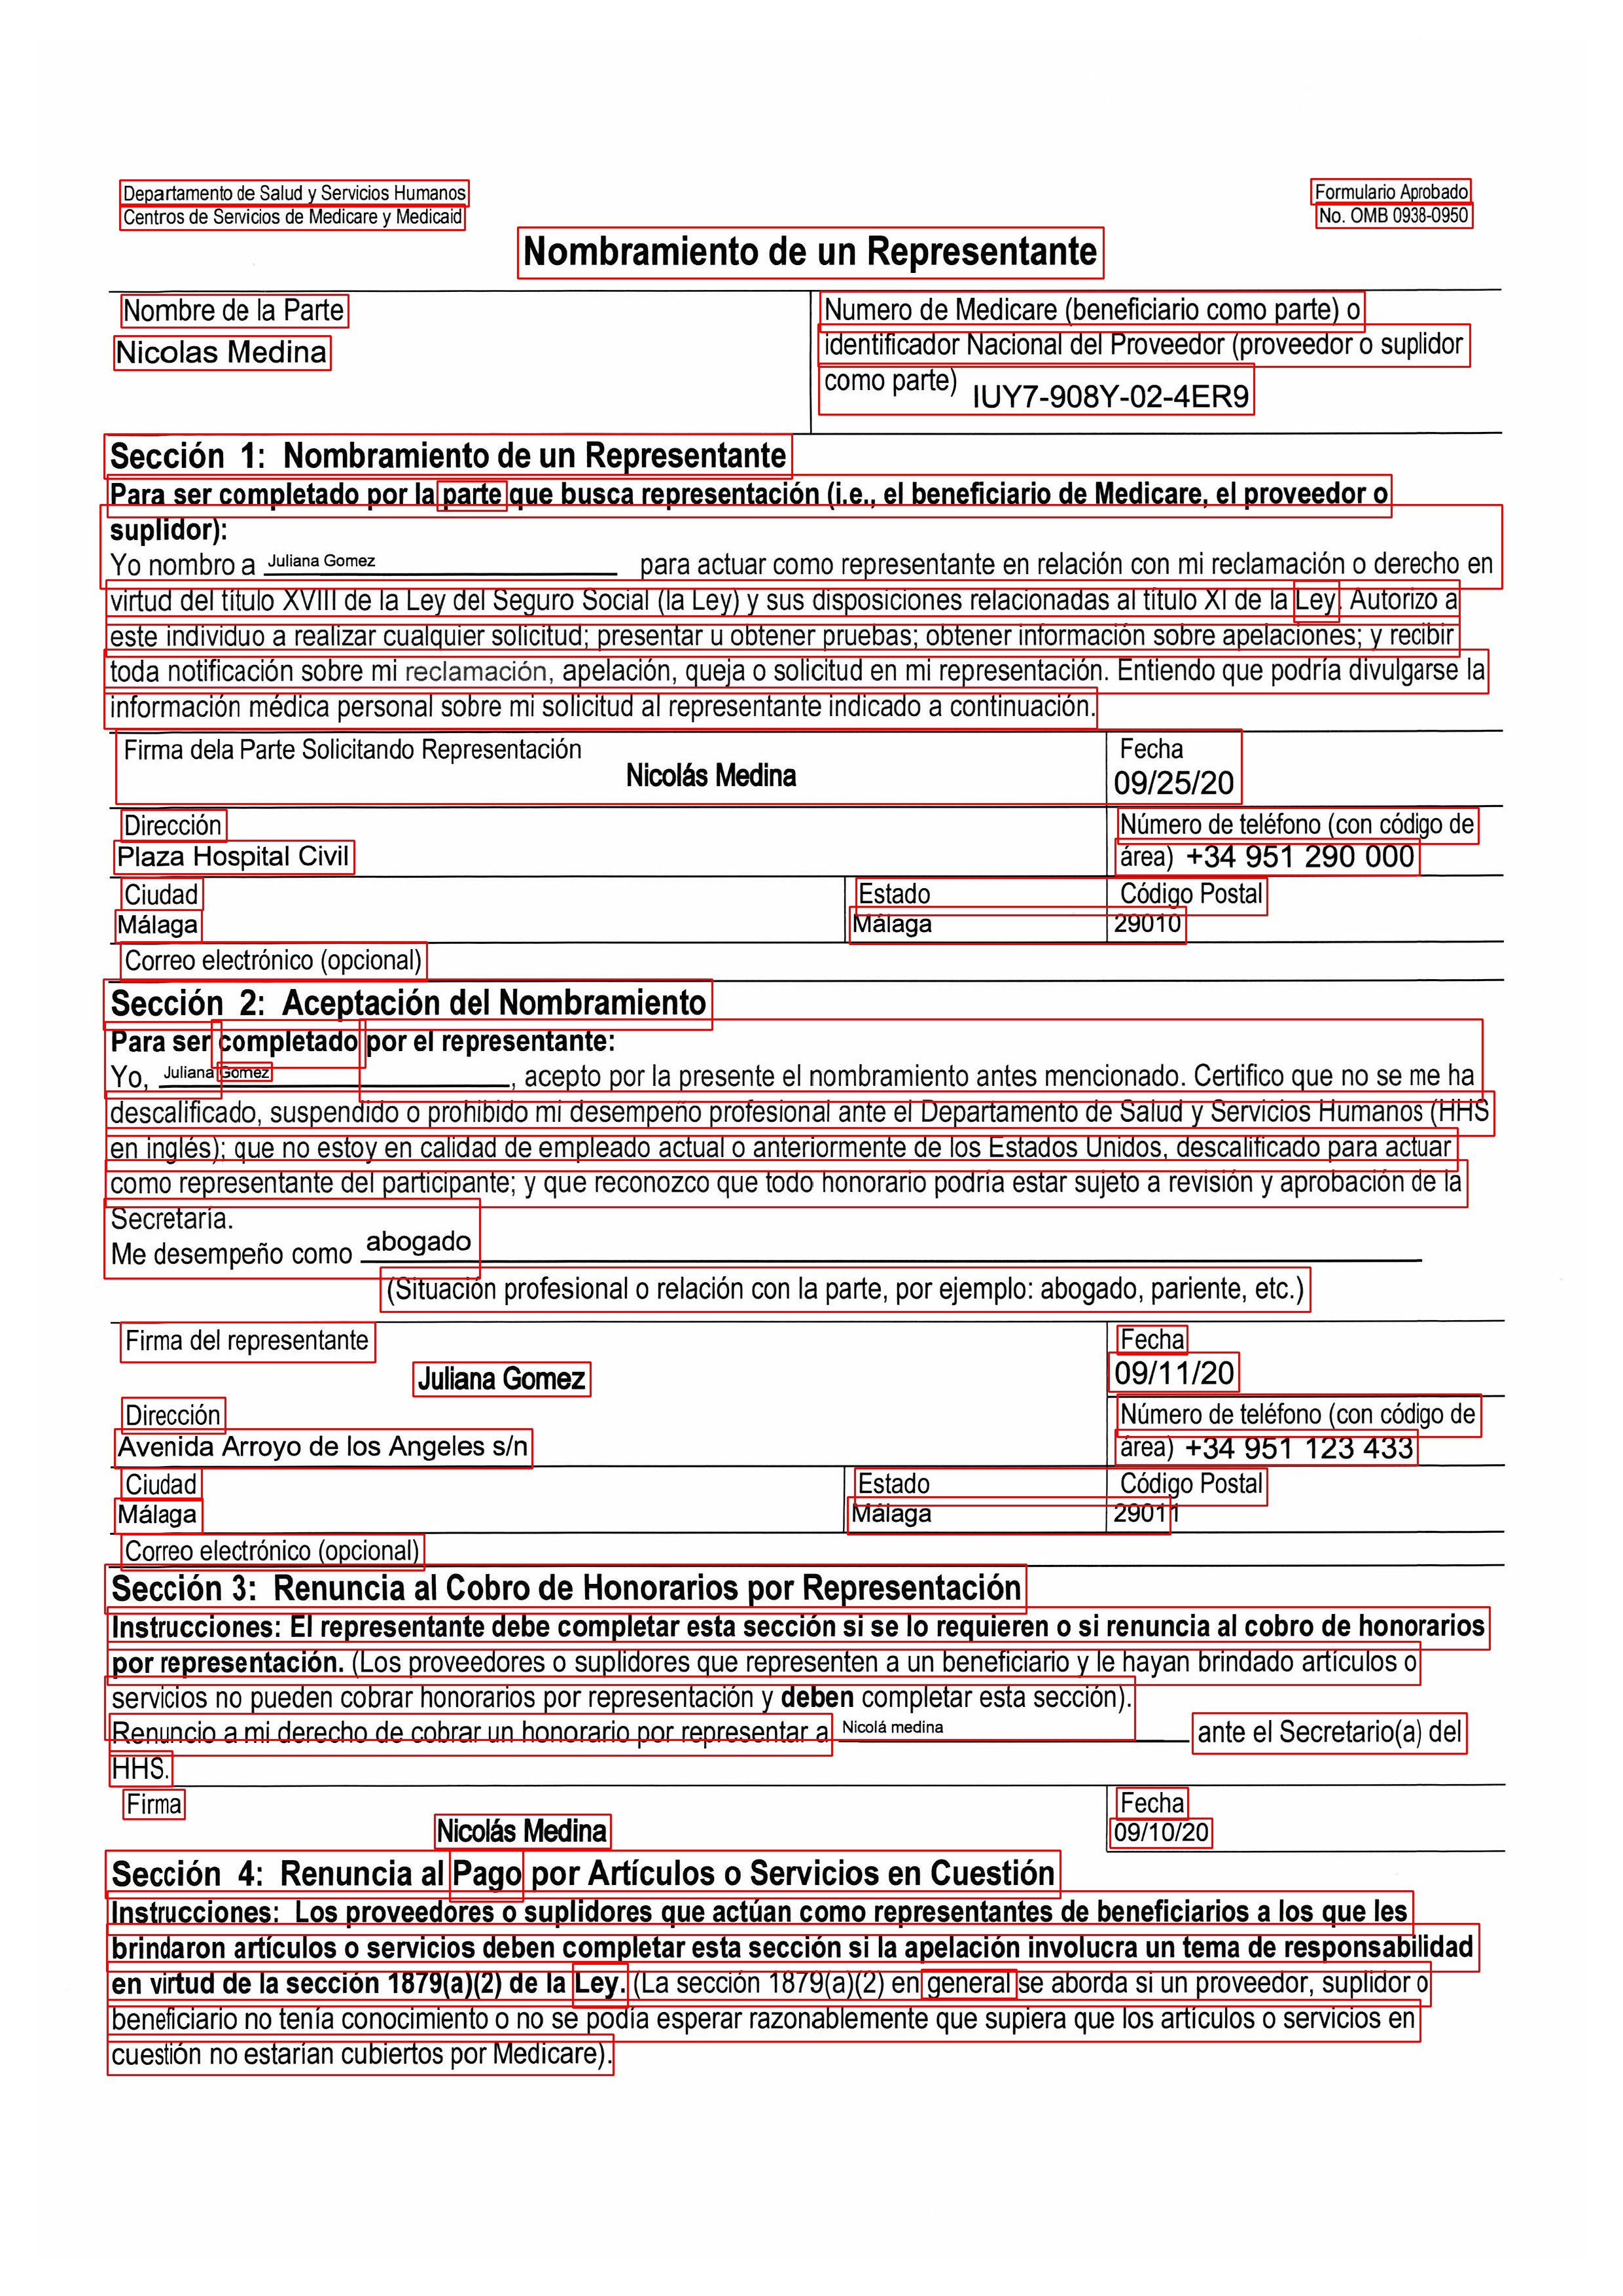 Departamento de Salud y Servicios Humanos
Formulario Aprobado
Centros de Servicios de Medicare y Medicaid
No. OMB 0938-0950
Nombramiento de un Representante
Nombre de la Parte
Nicolas Medina
Numero de Medicare (beneficiario como parte) o
identificador Nacional del Proveedor (proveedor o suplidor
como parte) IUY7-908Y-02-4ER9
Sección 1: Nombramiento de un Representante
Para ser completado por la parte que busca representación (i.e., el beneficiario de Medicare, el proveedor o
suplidor):
Yo nombro a Juliana Gomez para actuar como representante en relación con mi reclamación o derecho en
virtud del título XVIII de la Ley del Seguro Social (la Ley) y sus disposiciones relacionadas al título XI de la Ley. Autorizo a
este individuo a realizar cualquier solicitud; presentar u obtener pruebas; obtener información sobre apelaciones; y recibir
toda notificación sobre mi reclamación, apelación, queja o solicitud en mi representación. Entiendo que podría divulgarse la
información médica personal sobre mi solicitud al representante indicado a continuación.
Firma dela Parte Solicitando Representación
Nicolás Medina
Fecha
09/25/20
Dirección
Plaza Hospital Civil
Número de teléfono (con código de
área) +34 951 290 000
Ciudad
Málaga
Estado
Málaga
Código Postal
29010
Correo electrónico (opcional)
Sección 2: Aceptación del Nombramiento
Para ser completado por el representante:
Yo, Juliana Gomez, acepto por la presente el nombramiento antes mencionado. Certifico que no se me ha
descalificado, suspendido o prohibido mi desempeño profesional ante el Departamento de Salud y Servicios Humanos (HHS
en inglés); que no estoy en calidad de empleado actual o anteriormente de los Estados Unidos, descalificado para actuar
como representante del participante; y que reconozco que todo honorario podría estar sujeto a revisión y aprobación de la
Secretaría.
Me desempeño como abogado
(Situación profesional o relación con la parte, por ejemplo: abogado, pariente, etc.)
Firma del representante
Juliana Gomez
Fecha
09/11/20
Dirección
Avenida Arroyo de los Angeles s/n
Número de teléfono (con código de
área) +34 951 123 433
Ciudad
Málaga
Estado
Málaga
Código Postal
29011
Correo electrónico (opcional)
Sección 3: Renuncia al Cobro de Honorarios por Representación
Instrucciones: El representante debe completar esta sección si se lo requieren o si renuncia al cobro de honorarios
por representación. (Los proveedores o suplidores que representen a un beneficiario y le hayan brindado artículos o
servicios no pueden cobrar honorarios por representación y deben completar esta sección).
Renuncio a mi derecho de cobrar un honorario por representar a Nicolá medina ante el Secretario(a) del
HHS.
Firma
Nicolás Medina
Fecha
09/10/20
Sección 4: Renuncia al Pago por Artículos o Servicios en Cuestión
Instrucciones: Los proveedores o suplidores que actúan como representantes de beneficiarios a los que les
brindaron artículos o servicios deben completar esta sección si la apelación involucra un tema de responsabilidad
en virtud de la sección 1879(a)(2) de la Ley. (La sección 1879(a)(2) en general se aborda si un proveedor, suplidor o
beneficiario no tenía conocimiento o no se podía esperar razonablemente que supiera que los artículos o servicios en
cuestión no estarían cubiertos por Medicare).